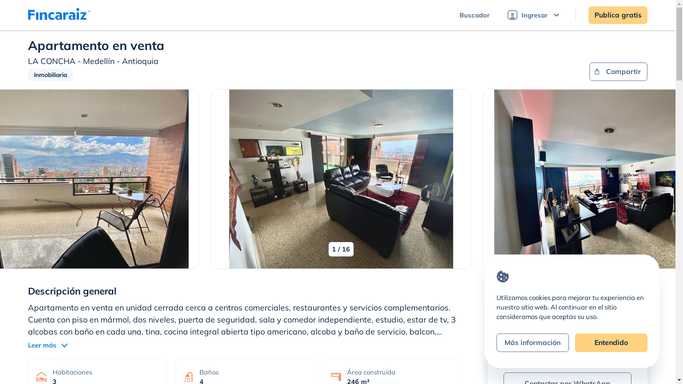 Fincaraiz
Buscador
Ingresar
Publica gratis
Apartamento en venta
LA CONCHA - Medellín - Antioquia
Inmobiliaria
Compartir
1 / 16
Descripción general
Apartamento en venta en unidad cerrada cerca a centros comerciales, restaurantes y servicios complementarios.
Cuenta con piso en mármol, dos niveles, puerta de seguridad, sala y comedor independiente, estudio, estar de tv, 3
alcobas con baño en cada una, tina, cocina integral abierta tipo americano, alcoba y baño de servicio, balcon,...
Leer más
Habitaciones
3
Baños
4
Área construida
246 m²
Utilizamos cookies para mejorar tu experiencia en
nuestro sitio web. Al continuar en el sitio
consideramos que aceptas su uso.
Más información
Entendido
Contactar por WhatsApp